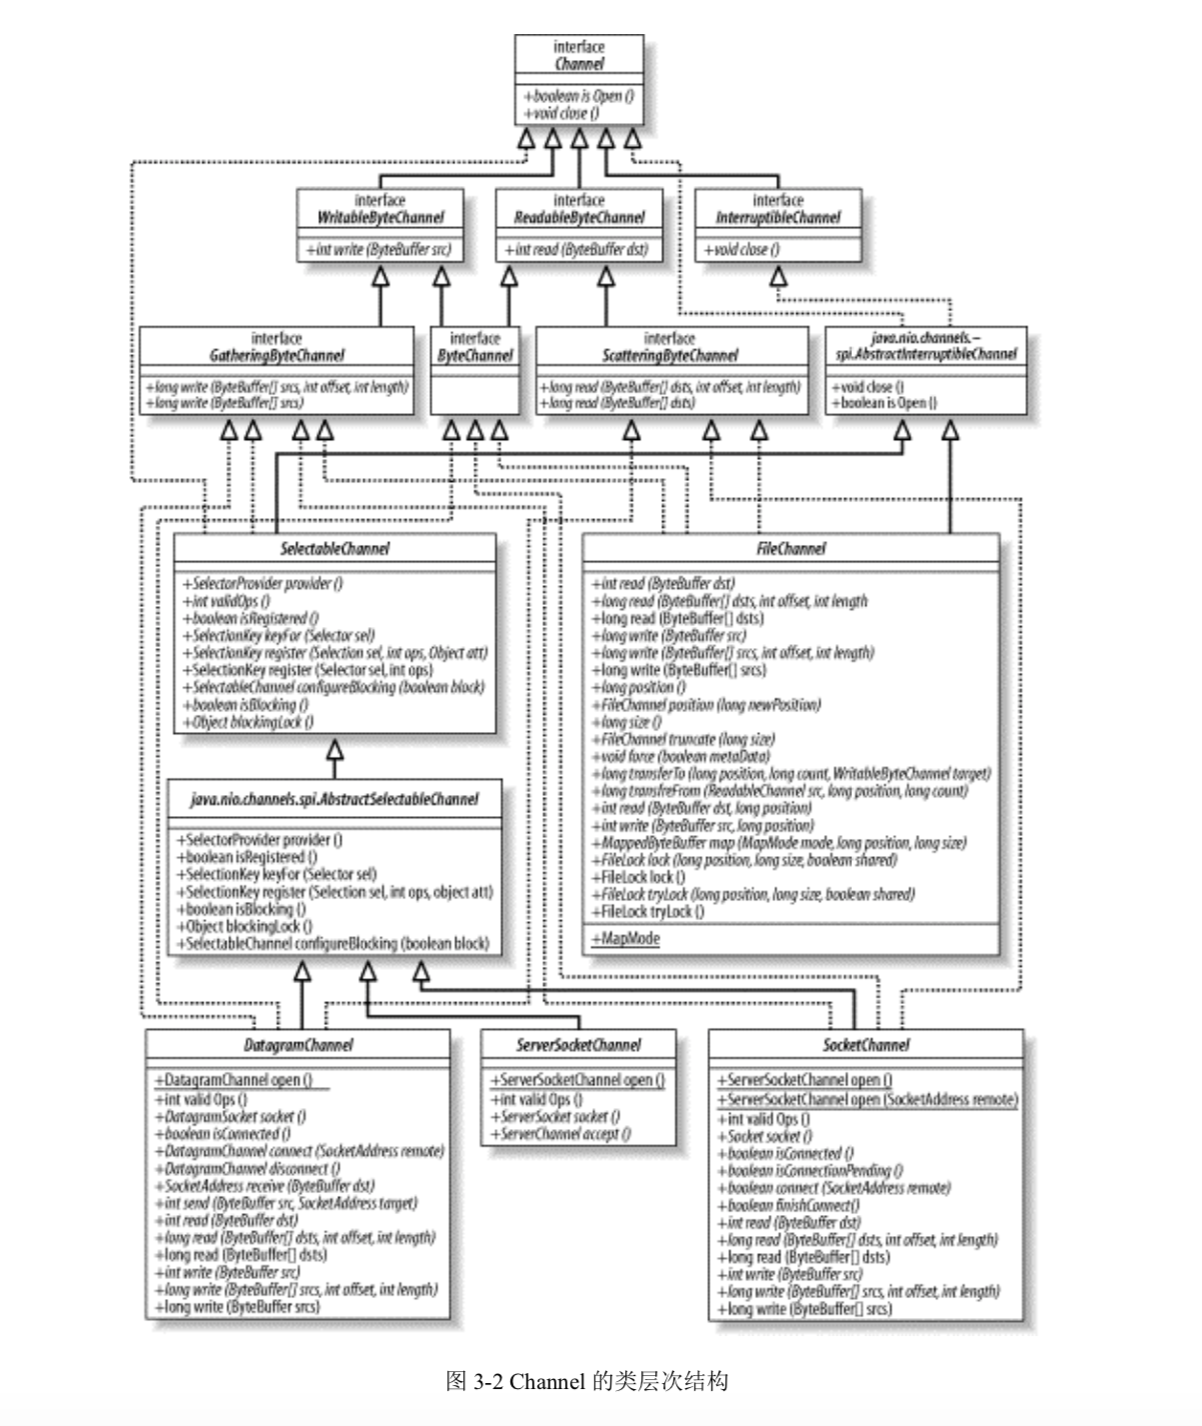 interface
Channel
+boolean is Open ()
+void close ()
interface
WritableByteChannel
+int write (ByteBuffer src)
interface
ReadableByteChannel
+int read (ByteBuffer dst)
interface
InterruptibleChannel
+void close ()
interface
GatheringByteChannel
+long write (ByteBuffer[] srcs, int offset, int length)
+long write (ByteBuffer[] srcs)
interface
ByteChannel
interface
ScatteringByteChannel
+long read (ByteBuffer[] dsts, int offset, int length)
+long read (ByteBuffer[] dsts)
java.nio.channels.–
spi.AbstractInterruptibleChannel
+void close ()
+boolean is Open ()
SelectableChannel
+SelectorProvider provider ()
+int validOps ()
+boolean isRegistered ()
+SelectionKey keyFor (Selector sel)
+SelectionKey register (Selection sel, int ops, Object att)
+SelectionKey register (Selector sel, int ops)
+SelectableChannel configureBlocking (boolean block)
+boolean isBlocking ()
+Object blockingLock ()
FileChannel
+int read (ByteBuffer dst)
+long read (ByteBuffer[] dsts, int offset, int length
+long read (ByteBuffer[] dsts)
+long write (ByteBuffer src)
+long write (ByteBuffer[] srcs, int offset, int length)
+long write (ByteBuffer[] srcs)
+long position ()
+FileChannel position (long newPosition)
+long size ()
+FileChannel truncate (long size)
+void force (boolean metaData)
+long transferTo (long position, long count, WritableByteChannel target)
+long transfreFrom (ReadableChannel src, long position, long count)
+int read (ByteBuffer dst, long position)
+int write (ByteBuffer src, long position)
+MappedByteBuffer map (MapMode mode, long position, long size)
+FileLock lock (long position, long size, boolean shared)
+FileLock lock ()
+FileLock tryLock (long position, long size, boolean shared)
+FileLock tryLock ()
+MapMode
java.nio.channels.spi.AbstractSelectableChannel
+SelectorProvider provider ()
+boolean isRegistered ()
+SelectionKey keyFor (Selector sel)
+SelectionKey register (Selection sel, int ops, object att)
+boolean isBlocking ()
+Object blockingLock ()
+SelectableChannel configureBlocking (boolean block)
DatagramChannel
+DatagramChannel open ()
+int valid Ops ()
+DatagramSocket socket ()
+boolean isConnected ()
+DatagramChannel connect (SocketAddress remote)
+DatagramChannel disconnect ()
+SocketAddress receive (ByteBuffer dst)
+int send (ByteBuffer src, SocketAddress target)
+int read (ByteBuffer dst)
+long read (ByteBuffer[] dsts, int offset, int length)
+long read (ByteBuffer[] dsts)
+int write (ByteBuffer src)
+long write (ByteBuffer[] srcs, int offset, int length)
+long write (ByteBuffer srcs)
ServerSocketChannel
+ServerSocketChannel open ()
+int valid Ops ()
+ServerSocket socket ()
+ServerChannel accept ()
SocketChannel
+ServerSocketChannel open ()
+ServerSocketChannel open (SocketAddress remote)
+int valid Ops ()
+Socket socket ()
+boolean isConnected ()
+boolean isConnectionPending ()
+boolean connect (SocketAddress remote)
+boolean finishConnect()
+int read (ByteBuffer dst)
+long read (ByteBuffer[] dsts, int offset, int length)
+long read (ByteBuffer[] dsts)
+int write (ByteBuffer src)
+long write (ByteBuffer[] srcs, int offset, int length)
+long write (ByteBuffer[] srcs)
图 3-2 Channel 的类层次结构